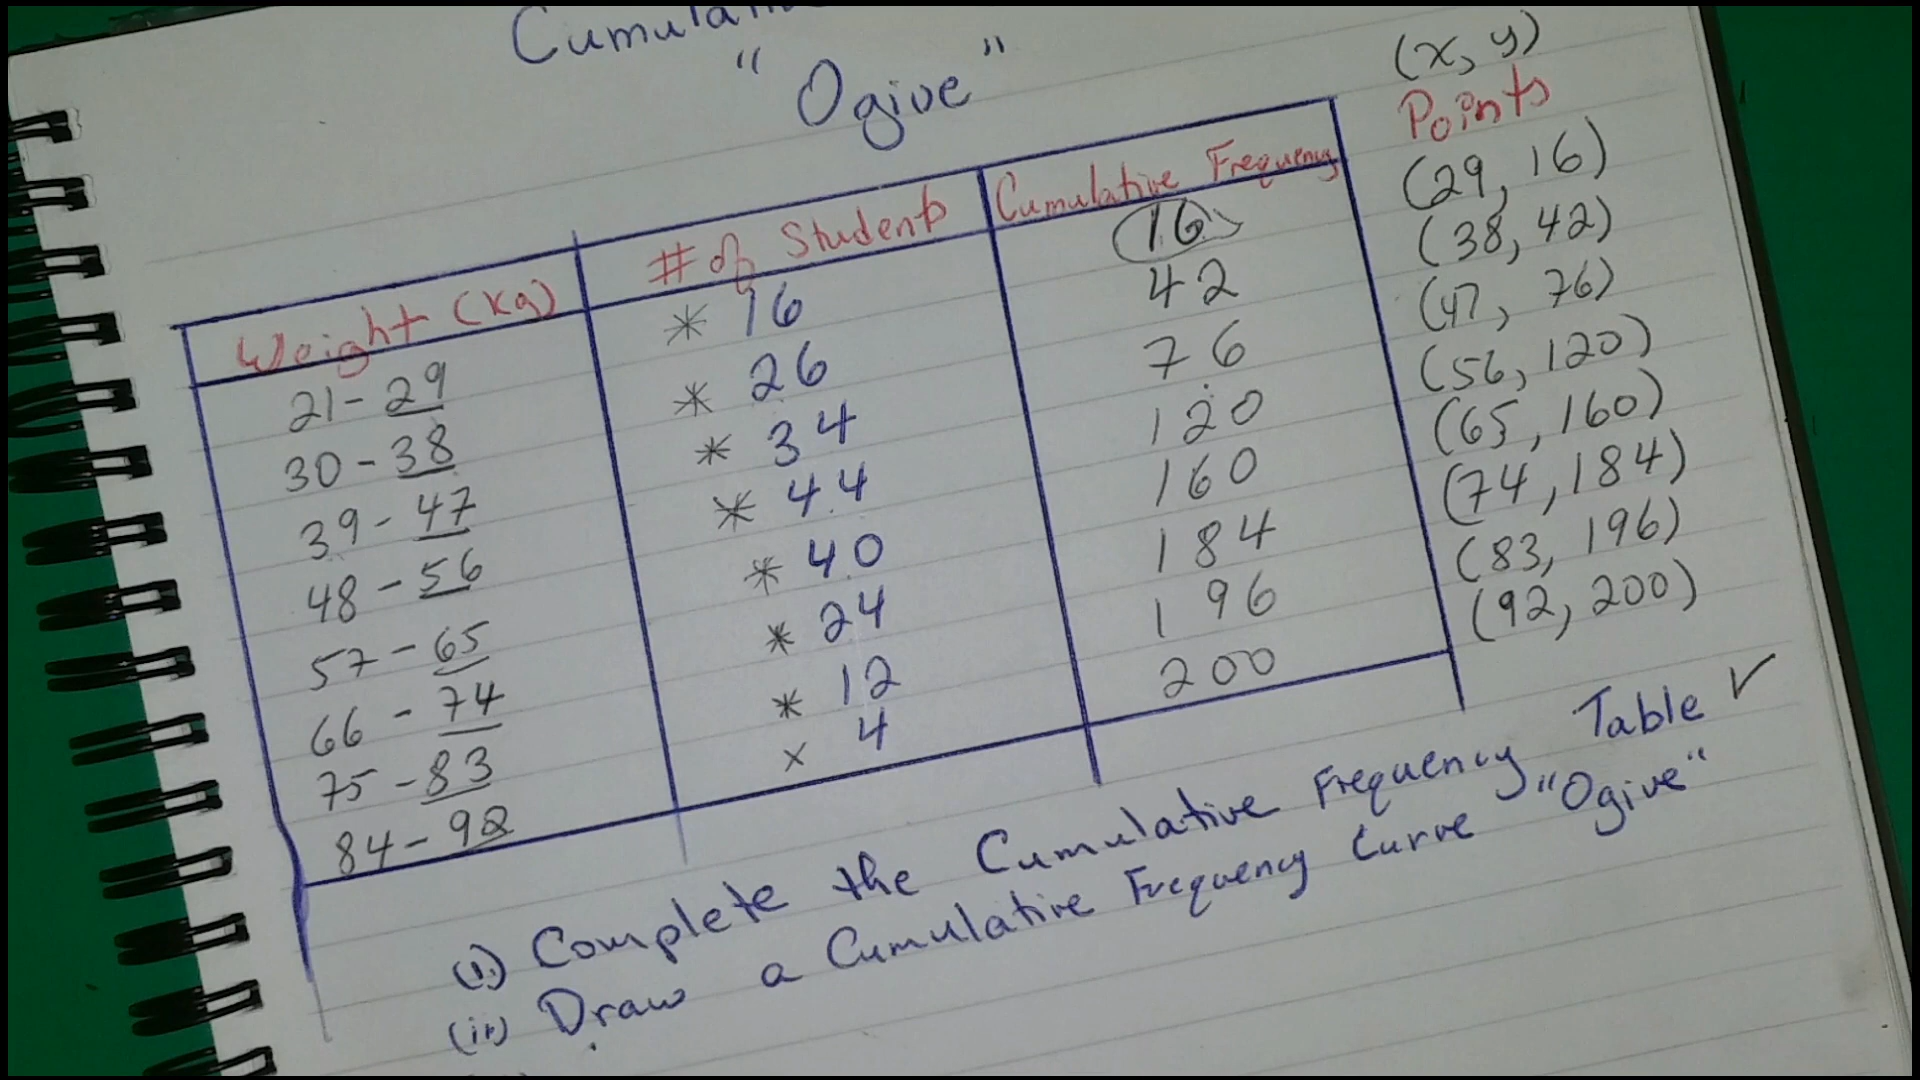 "Ogive"
Weight (Kg) # of Students Cumulative Frequency (x, y) Points
21 - 29 * 16 16 (29, 16)
30 - 38 * 26 42 (38, 42)
39 - 47 * 34 76 (47, 76)
48 - 56 * 44 120 (56, 120)
57 - 65 * 40 160 (65, 160)
66 - 74 * 24 184 (74, 184)
75 - 83 * 12 196 (83, 196)
84 - 92 × 4 200 (92, 200)
(i) Complete the Cumulative Frequency Table ✓
(ii) Draw a Cumulative Frequency Curve "Ogive"